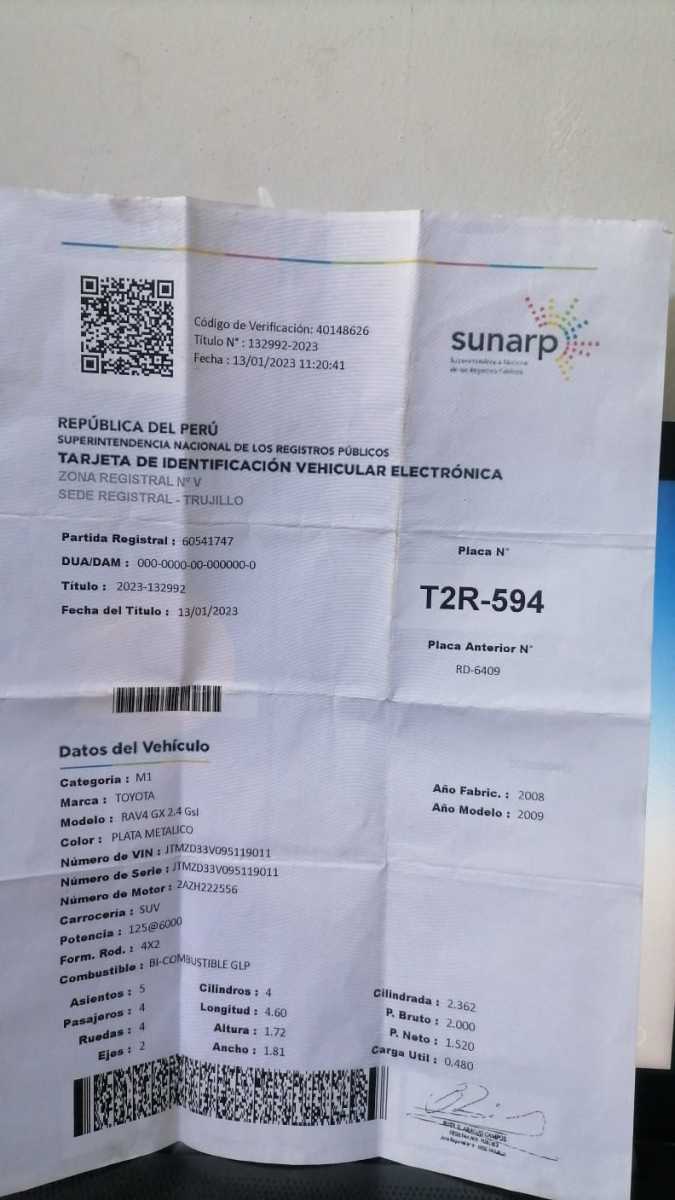 Código de Verificación: 40148626
Título N° : 132992-2023
Fecha : 13/01/2023 11:20:41
sunarp
Superintendencia Nacional
de los Registros Públicos
REPÚBLICA DEL PERÚ
SUPERINTENDENCIA NACIONAL DE LOS REGISTROS PÚBLICOS
TARJETA DE IDENTIFICACIÓN VEHICULAR ELECTRÓNICA
ZONA REGISTRAL N° V
SEDE REGISTRAL - TRUJILLO
Partida Registral : 60541747
DUA/DAM : 000-0000-00-000000-0
Título : 2023-132992
Fecha del Título : 13/01/2023
Placa N°
T2R-594
Placa Anterior N°
RD-6409
Datos del Vehículo
Categoría : M1
Marca : TOYOTA
Modelo : RAV4 GX 2.4 Gsl
Color : PLATA METALICO
Número de VIN : JTMZD33V095119011
Número de Serie : JTMZD33V095119011
Número de Motor : 2AZH222556
Carrocería : SUV
Potencia : 125@6000
Form. Rod. : 4X2
Combustible : BI-COMBUSTIBLE GLP
Año Fabric. : 2008
Año Modelo : 2009
Asientos : 5
Pasajeros : 4
Ruedas : 4
Ejes : 2
Cilindros : 4
Longitud : 4.60
Altura : 1.72
Ancho : 1.81
Cilindrada : 2.362
P. Bruto : 2.000
P. Neto : 1.520
Carga Util : 0.480